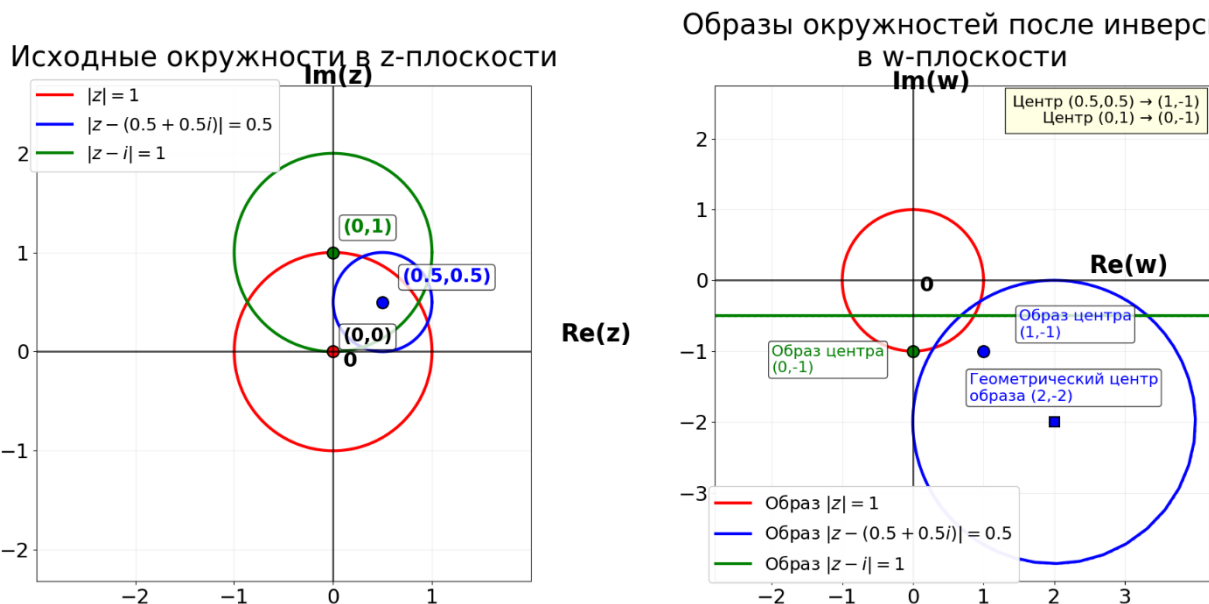 Исходные окружности в z-плоскости
Im(z)
|z| = 1
|z − (0.5 + 0.5i)| = 0.5
|z − i| = 1
2
1
0
−1
−2
(0,1)
(0.5,0.5)
(0,0)
0
Re(z)
−2
−1
0
1
Образы окружностей после инверс
в w-плоскости
Im(w)
Центр (0.5,0.5) → (1,-1)
Центр (0,1) → (0,-1)
2
1
0
−1
−2
−3
Re(w)
0
Образ центра
(1,-1)
Образ центра
(0,-1)
Геометрический центр
образа (2,-2)
Образ |z| = 1
Образ |z − (0.5 + 0.5i)| = 0.5
Образ |z − i| = 1
−2
−1
0
1
2
3